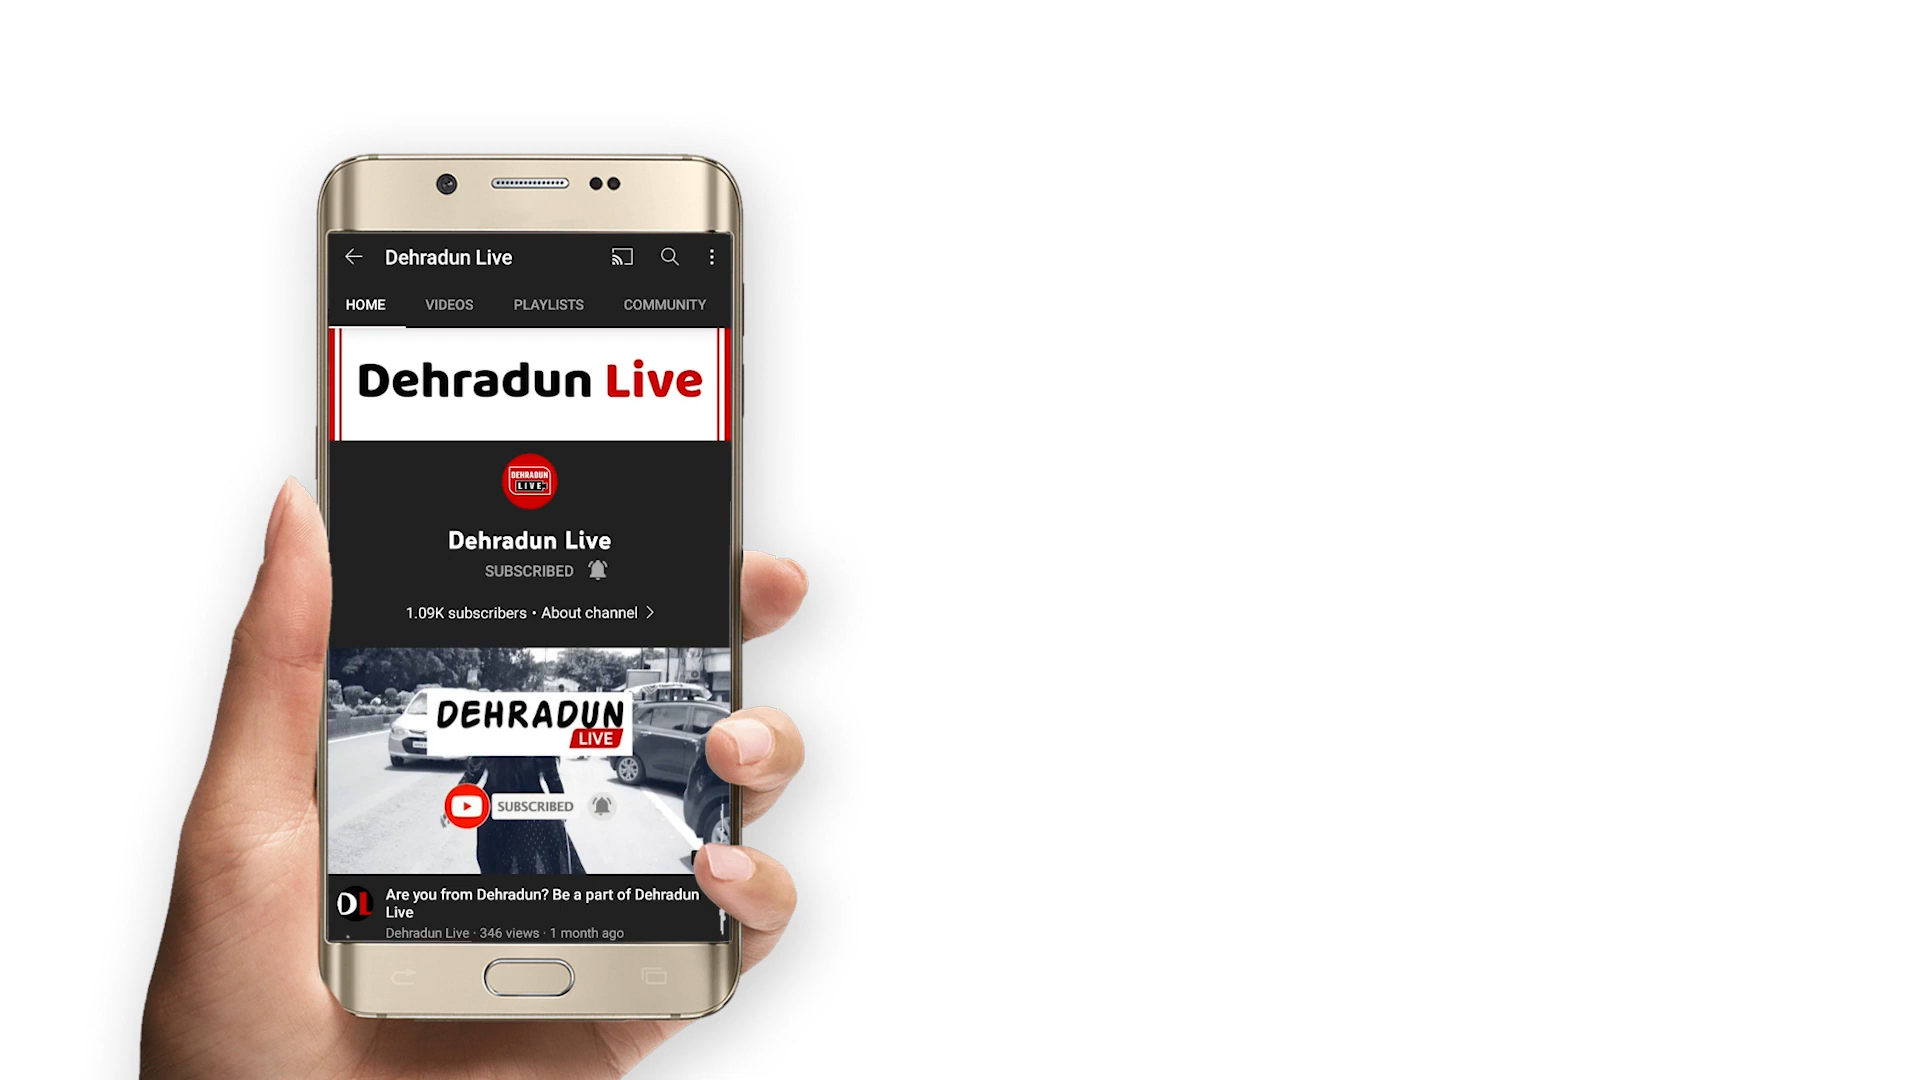 Dehradun Live
HOME VIDEOS PLAYLISTS COMMUNITY
Dehradun Live
DEHRADUN
LIVE
Dehradun Live
SUBSCRIBED
1.09K subscribers • About channel
DEHRADUN
LIVE
SUBSCRIBED
DL Are you from Dehradun? Be a part of Dehradun
Live
Dehradun Live · 346 views · 1 month ago